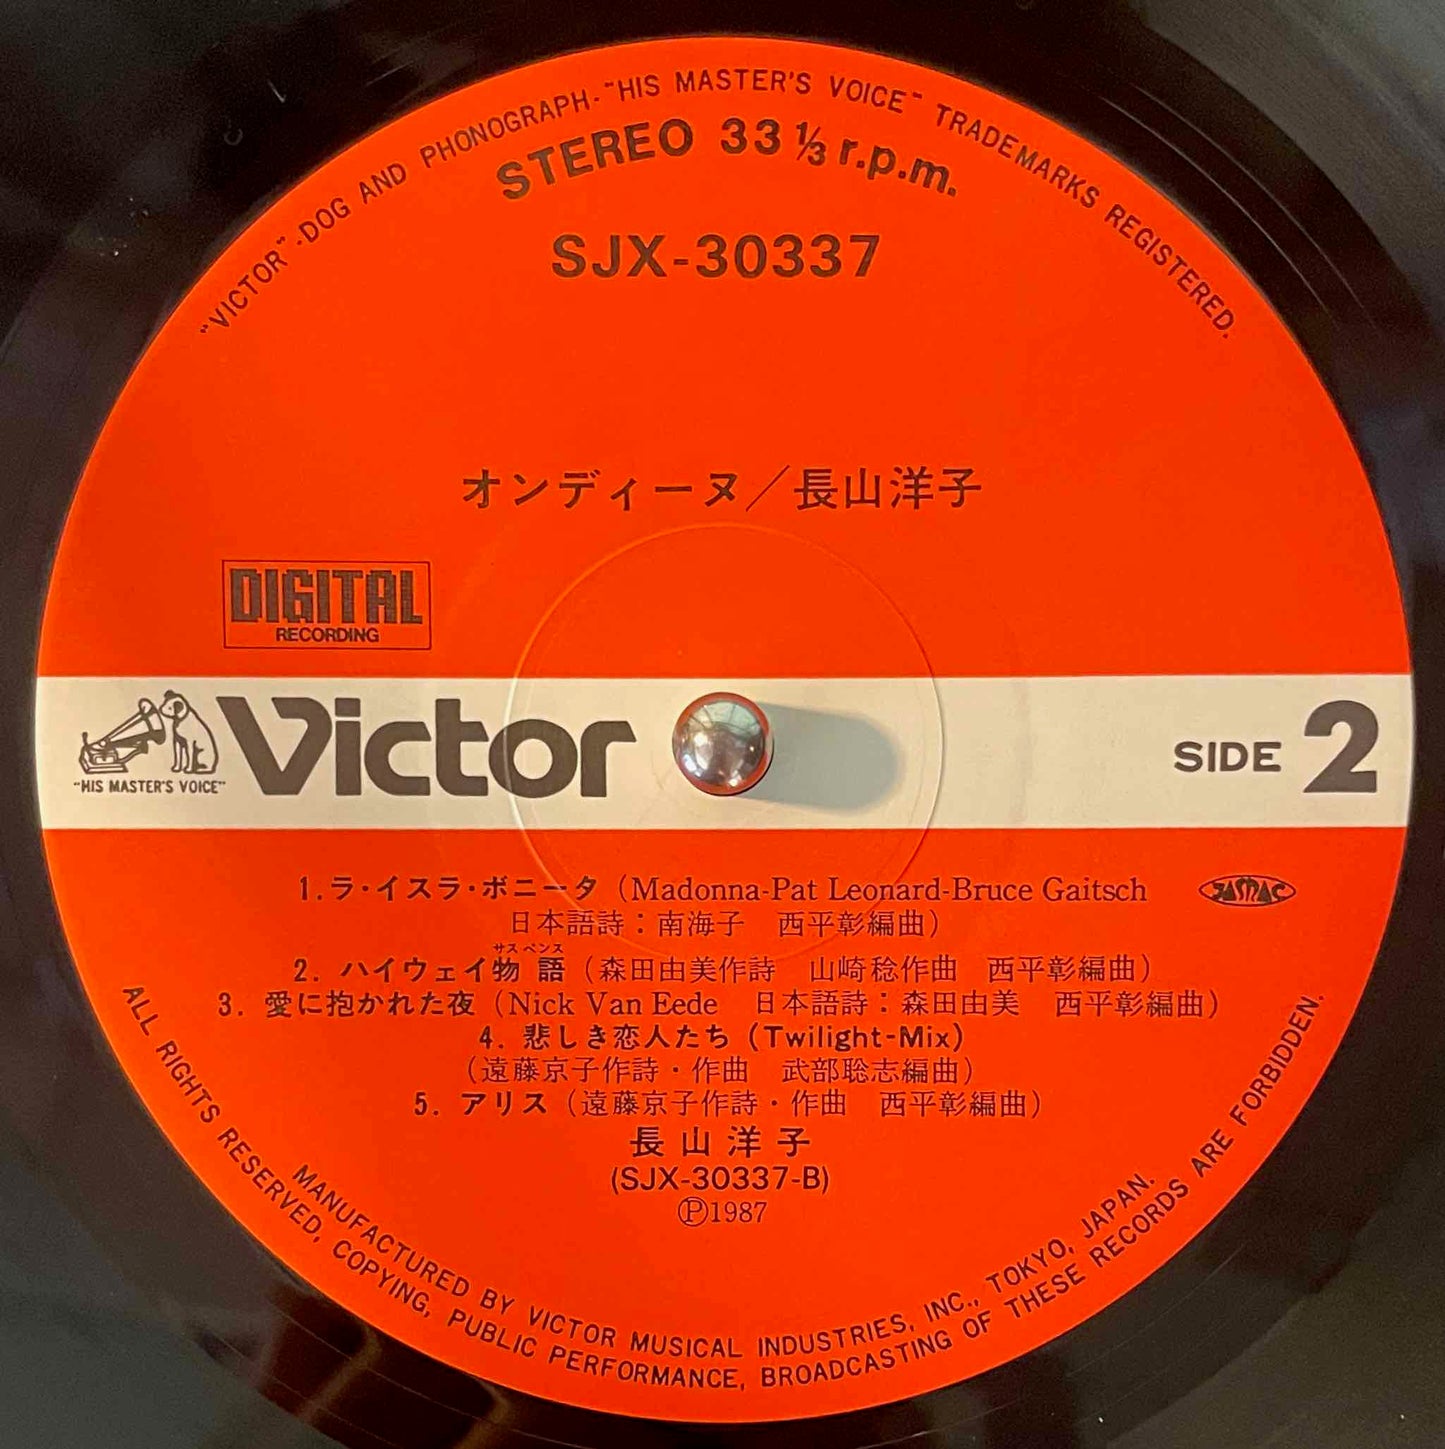 "VICTOR"-DOG AND PHONOGRAPH-"HIS MASTER'S VOICE" TRADEMARKS REGISTERED.
STEREO 33 1/3 r.p.m.
SJX-30337
オンディーヌ／長山洋子
DIGITAL
RECORDING
"HIS MASTER'S VOICE"
Victor
SIDE 2
1.ラ・イスラ・ボニータ（Madonna-Pat Leonard-Bruce Gaitsch
JASRAC
日本語詩：南海子　西平彰編曲）
サスペンス
2. ハイウェイ物語（森田由美作詩　山崎稔作曲　西平彰編曲）
3. 愛に抱かれた夜（Nick Van Eede　日本語詩：森田由美　西平彰編曲）
4. 悲しき恋人たち（Twilight-Mix）
（遠藤京子作詩・作曲　武部聡志編曲）
5. アリス（遠藤京子作詩・作曲　西平彰編曲）
長山洋子
(SJX-30337-B)
Ⓟ1987
MANUFACTURED BY VICTOR MUSICAL INDUSTRIES, INC., TOKYO, JAPAN.
ALL RIGHTS RESERVED, COPYING, PUBLIC PERFORMANCE, BROADCASTING OF THESE RECORDS ARE FORBIDDEN.